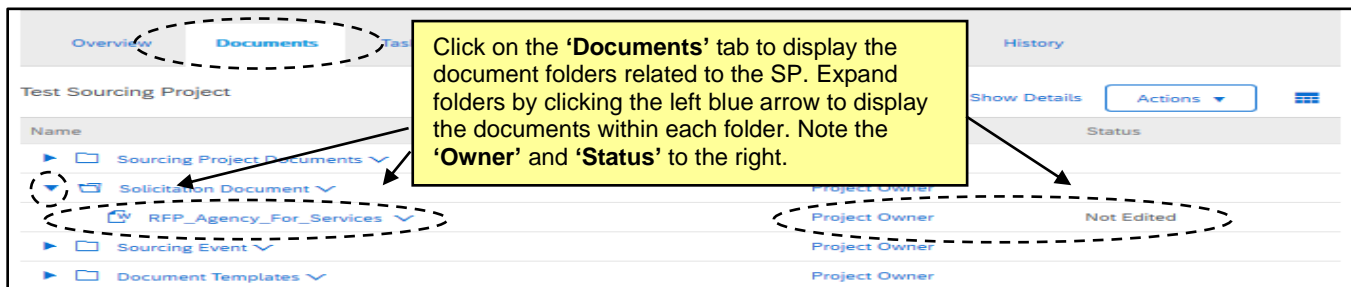 Overview Documents Tas History
Click on the ‘Documents’ tab to display the
document folders related to the SP. Expand
folders by clicking the left blue arrow to display
the documents within each folder. Note the
‘Owner’ and ‘Status’ to the right.
Test Sourcing Project Show Details Actions
Name Status
Sourcing Project Documents
Solicitation Document Project Owner
RFP_Agency_For_Services Project Owner Not Edited
Sourcing Event Project Owner
Document Templates Project Owner